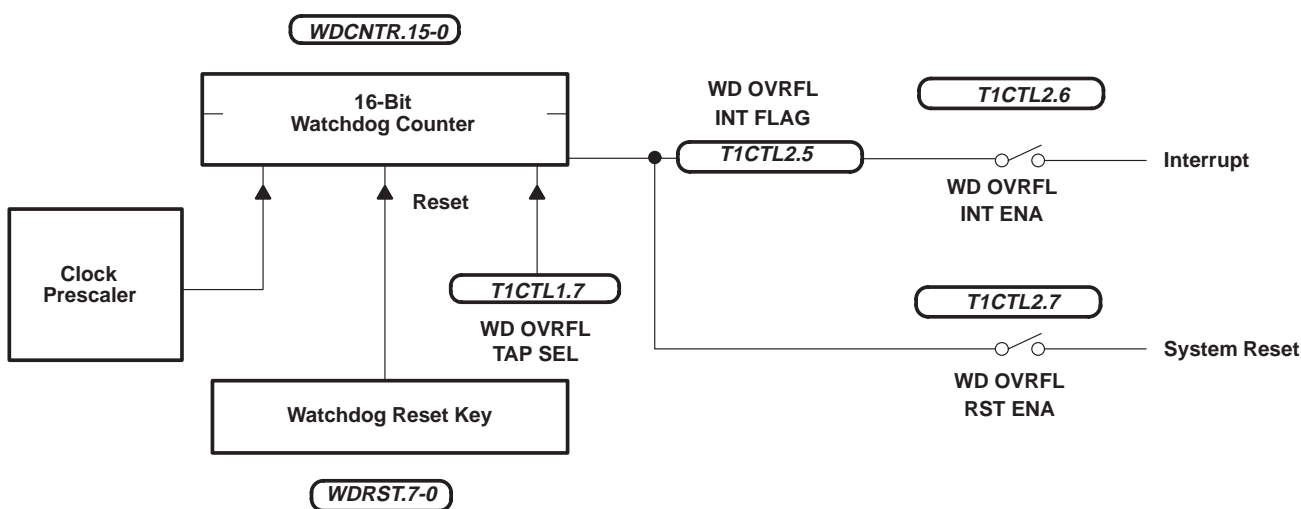 WDCNTR.15-0
16-Bit
Watchdog Counter
WD OVRFL
INT FLAG
T1CTL2.6
T1CTL2.5
Interrupt
WD OVRFL
INT ENA
Reset
Clock
Prescaler
T1CTL1.7
WD OVRFL
TAP SEL
T1CTL2.7
System Reset
WD OVRFL
RST ENA
Watchdog Reset Key
WDRST.7-0